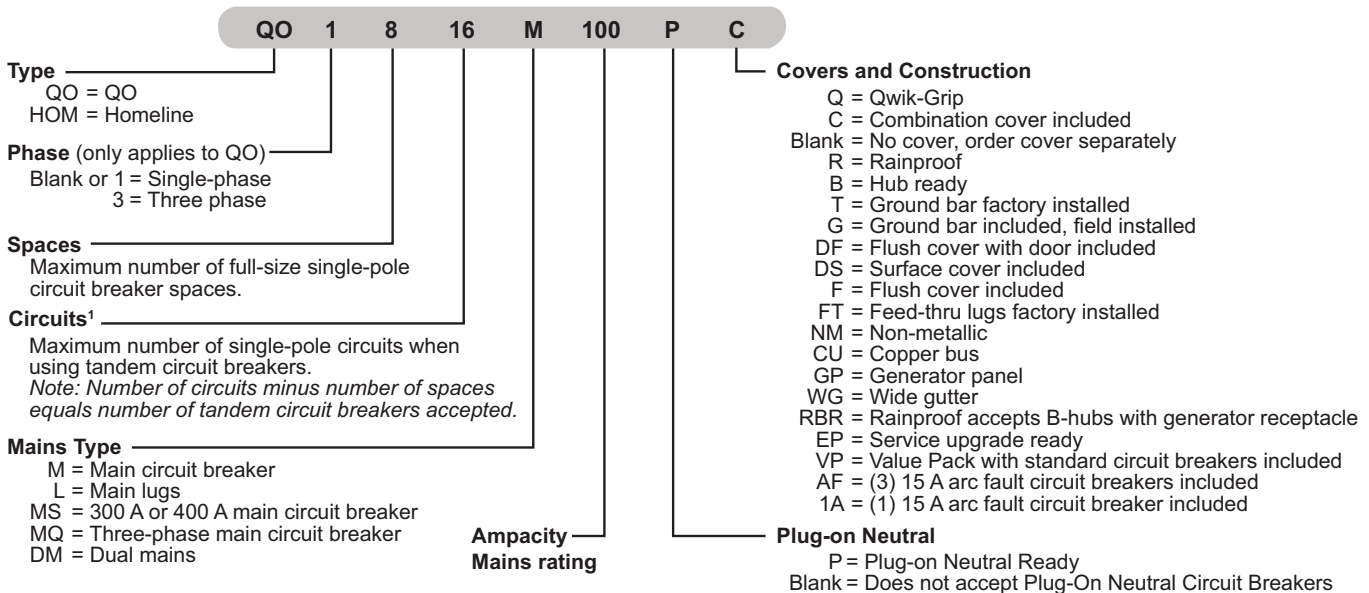 QO 1 8 16 M 100 P C
Type
QO = QO
HOM = Homeline
Phase (only applies to QO)
Blank or 1 = Single-phase
3 = Three phase
Spaces
Maximum number of full-size single-pole
circuit breaker spaces.
Circuits¹
Maximum number of single-pole circuits when
using tandem circuit breakers.
Note: Number of circuits minus number of spaces
equals number of tandem circuit breakers accepted.
Mains Type
M = Main circuit breaker
L = Main lugs
MS = 300 A or 400 A main circuit breaker
MQ = Three-phase main circuit breaker
DM = Dual mains
Ampacity
Mains rating
Covers and Construction
Q = Qwik-Grip
C = Combination cover included
Blank = No cover, order cover separately
R = Rainproof
B = Hub ready
T = Ground bar factory installed
G = Ground bar included, field installed
DF = Flush cover with door included
DS = Surface cover included
F = Flush cover included
FT = Feed-thru lugs factory installed
NM = Non-metallic
CU = Copper bus
GP = Generator panel
WG = Wide gutter
RBR = Rainproof accepts B-hubs with generator receptacle
EP = Service upgrade ready
VP = Value Pack with standard circuit breakers included
AF = (3) 15 A arc fault circuit breakers included
1A = (1) 15 A arc fault circuit breaker included
Plug-on Neutral
P = Plug-on Neutral Ready
Blank = Does not accept Plug-On Neutral Circuit Breakers